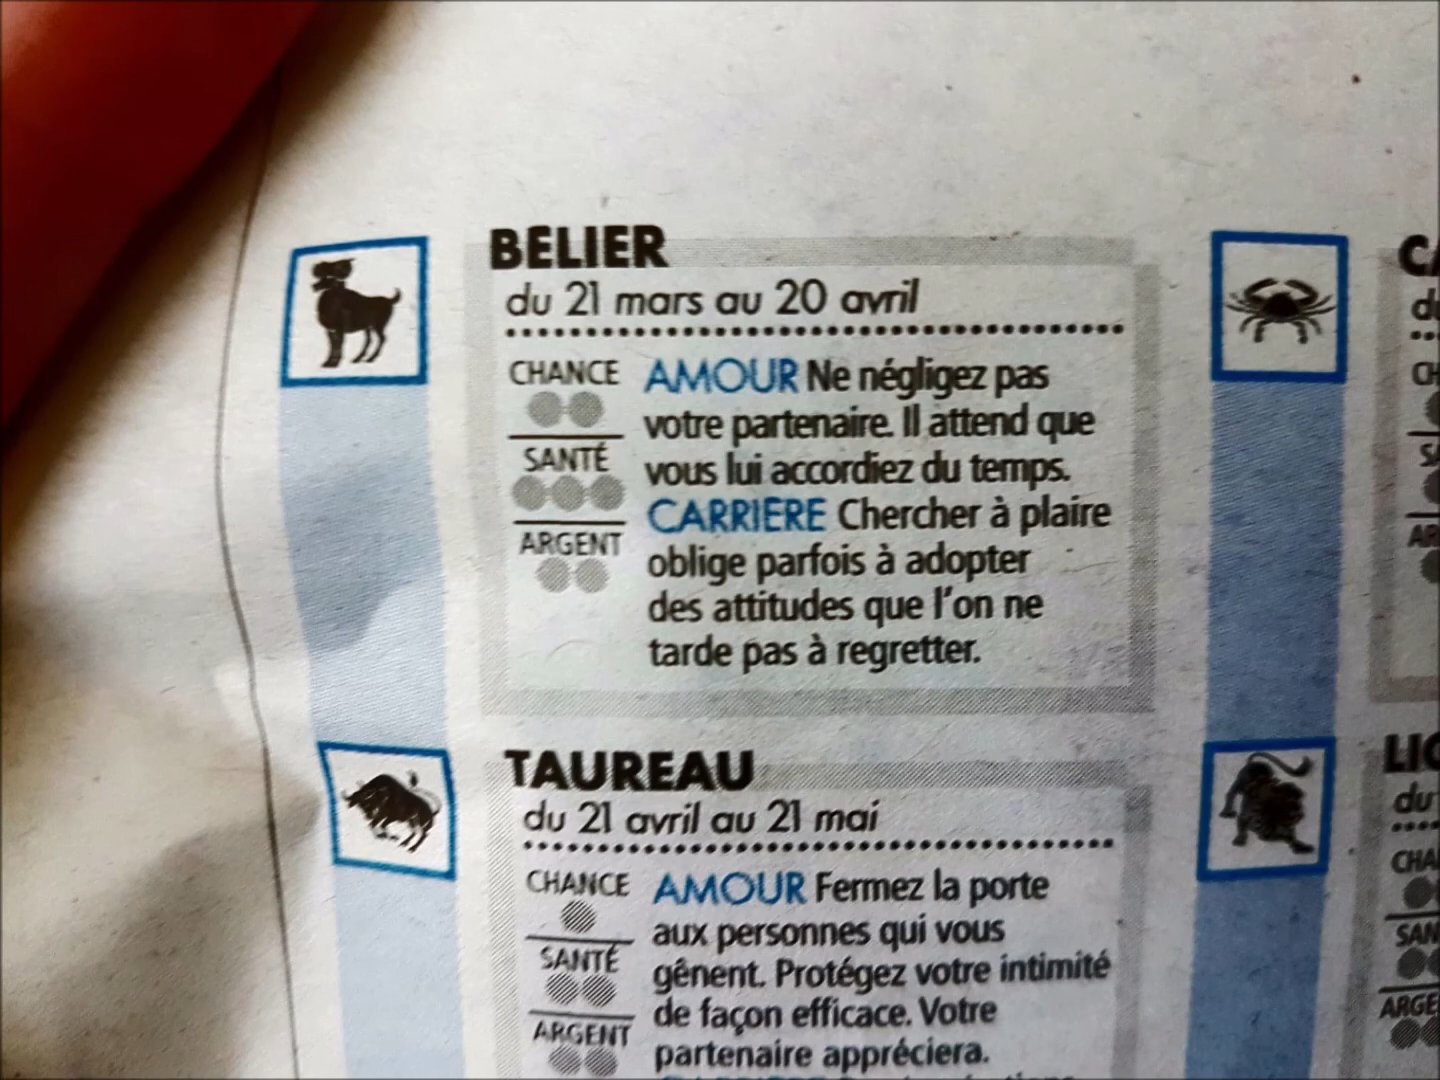 BELIER
du 21 mars au 20 avril
CHANCE
SANTÉ
ARGENT
AMOUR Ne négligez pas
votre partenaire. Il attend que
vous lui accordiez du temps.
CARRIÈRE Chercher à plaire
oblige parfois à adopter
des attitudes que l'on ne
tarde pas à regretter.
TAUREAU
du 21 avril au 21 mai
CHANCE
SANTÉ
ARGENT
AMOUR Fermez la porte
aux personnes qui vous
gênent. Protégez votre intimité
de façon efficace. Votre
partenaire appréciera.
du